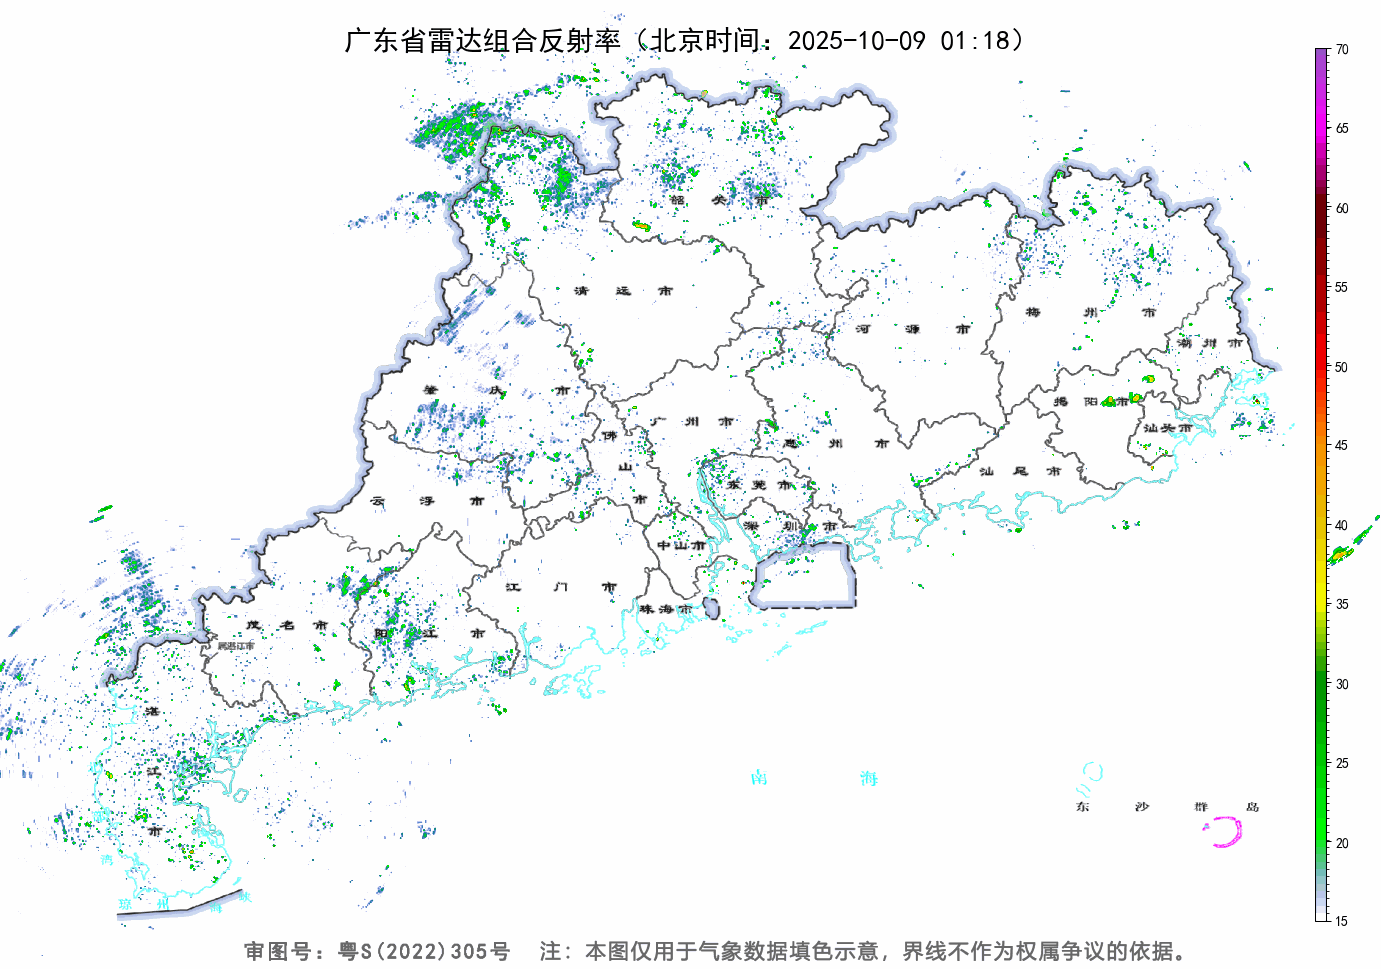 广东省雷达组合反射率（北京时间：2025-10-09 01:18）
70
65
60
55
50
45
40
35
30
25
20
15
韶关市
清远市
河源市
梅州市
潮州市
肇庆市
广州市
佛山市
惠州市
揭阳市
汕头市
汕尾市
东莞市
云浮市
深圳市
中山市
江门市
珠海市
茂名市
阳江市
属湛江市
湛江市
南海
东沙群岛
湾
琼州海峡
审图号：粤S(2022)305号 注：本图仅用于气象数据填色示意，界线不作为权属争议的依据。